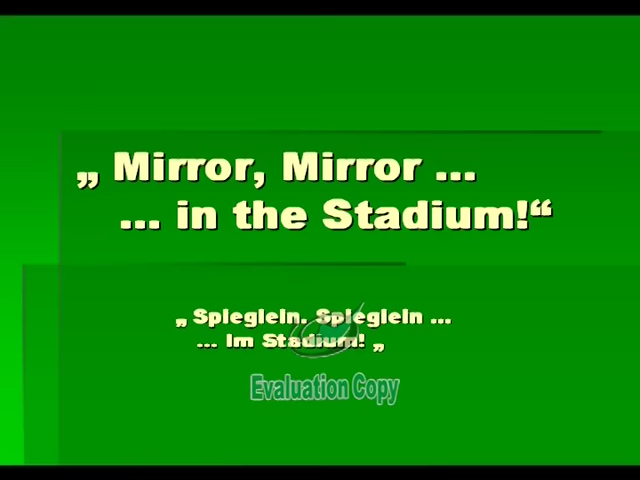 „ Mirror, Mirror ...
... in the Stadium!“
„ Spieglein. Spieglein ...
... Im Stadium! „
Evaluation Copy